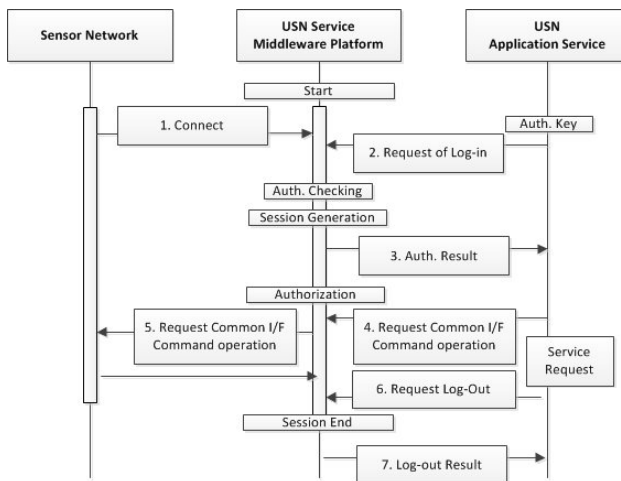 Sensor Network
USN Service
Middleware Platform
USN
Application Service
Start
1. Connect
Auth. Key
2. Request of Log-in
Auth. Checking
Session Generation
3. Auth. Result
Authorization
5. Request Common I/F
Command operation
4. Request Common I/F
Command operation
Service
Request
6. Request Log-Out
Session End
7. Log-out Result